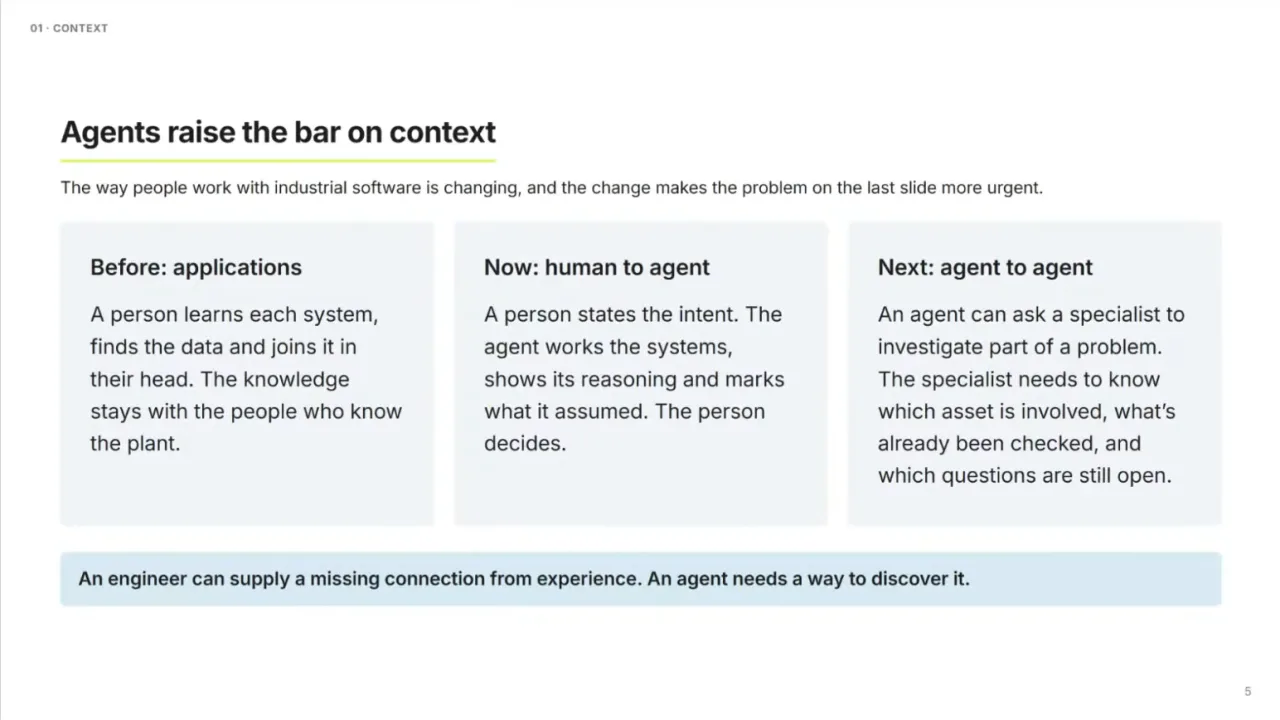 01 · CONTEXT
Agents raise the bar on context
The way people work with industrial software is changing, and the change makes the problem on the last slide more urgent.
Before: applications
A person learns each system,
finds the data and joins it in
their head. The knowledge
stays with the people who know
the plant.
Now: human to agent
A person states the intent. The
agent works the systems,
shows its reasoning and marks
what it assumed. The person
decides.
Next: agent to agent
An agent can ask a specialist to
investigate part of a problem.
The specialist needs to know
which asset is involved, what’s
already been checked, and
which questions are still open.
An engineer can supply a missing connection from experience. An agent needs a way to discover it.
5